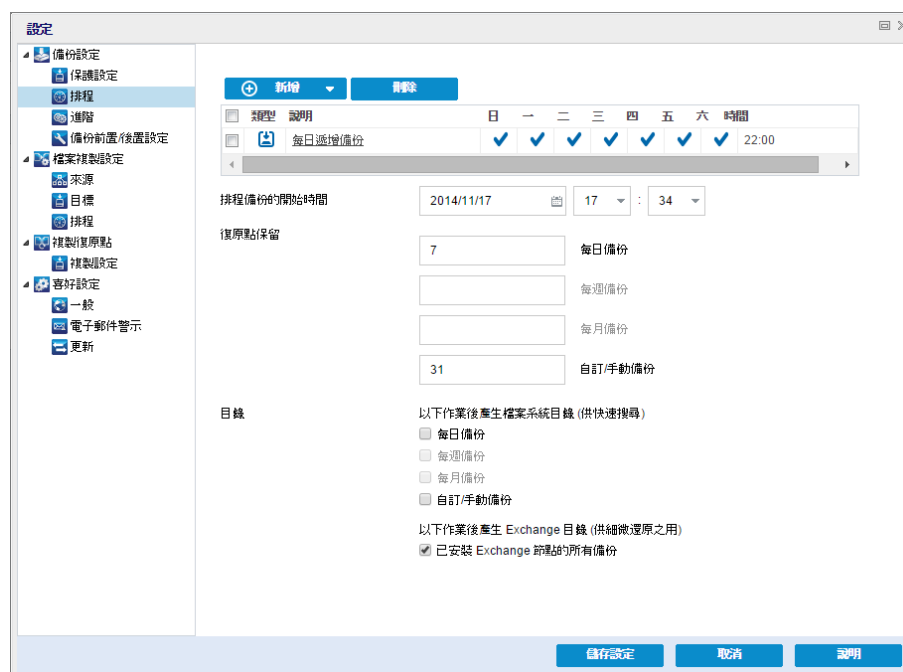 設定
備份設定
保護設定
排程
進階
備份前置/後置設定
檔案複製設定
來源
目標
排程
複製復原點
複製設定
喜好設定
一般
電子郵件警示
更新
新增 刪除
類型 說明 日 一 二 三 四 五 六 時間
每日遞增備份 22:00
排程備份的開始時間 2014/11/17 17 : 34
復原點保留 7 每日備份
每週備份
每月備份
31 自訂/手動備份
目錄 以下作業後產生檔案系統目錄 (供快速搜尋)
每日備份
每週備份
每月備份
自訂/手動備份
以下作業後產生 Exchange 目錄 (供細微還原之用)
已安裝 Exchange 節點的所有備份
儲存設定 取消 說明